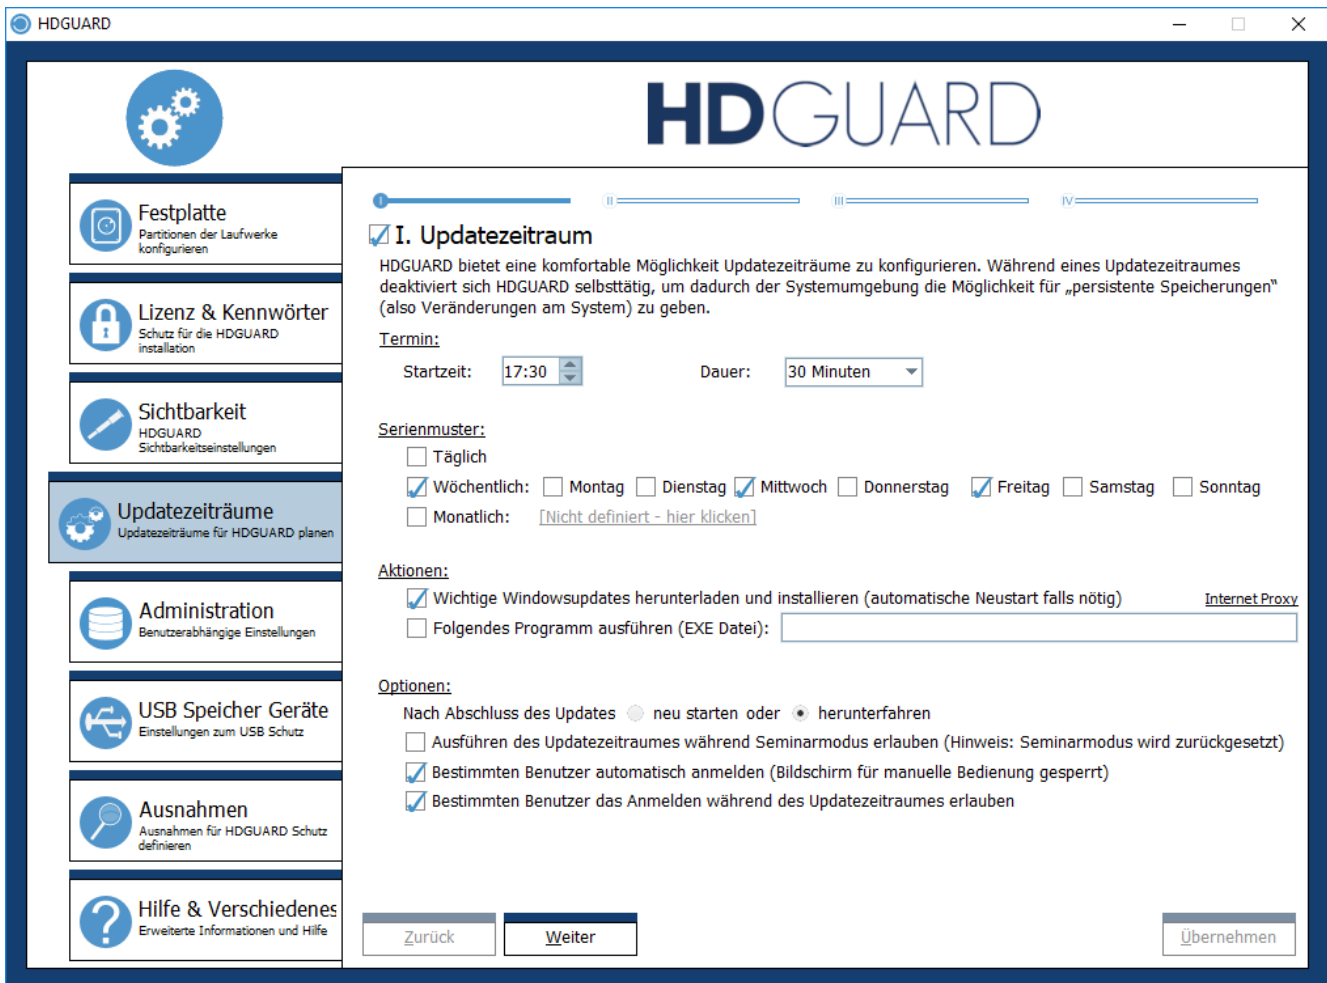 HDGUARD
HDGUARD
Festplatte
Partitionen der Laufwerke
konfigurieren
Lizenz & Kennwörter
Schutz für die HDGUARD
installation
Sichtbarkeit
HDGUARD
Sichtbarkeitseinstellungen
Updatezeiträume
Updatezeiträume für HDGUARD planen
Administration
Benutzerabhängige Einstellungen
USB Speicher Geräte
Einstellungen zum USB Schutz
Ausnahmen
Ausnahmen für HDGUARD Schutz
definieren
Hilfe & Verschiedenes
Erweiterte Informationen und Hilfe
I II III IV
I. Updatezeitraum
HDGUARD bietet eine komfortable Möglichkeit Updatezeiträume zu konfigurieren. Während eines Updatezeitraumes
deaktiviert sich HDGUARD selbsttätig, um dadurch der Systemumgebung die Möglichkeit für „persistente Speicherungen“
(also Veränderungen am System) zu geben.
Termin:
Startzeit: 17:30 Dauer: 30 Minuten
Serienmuster:
Täglich
Wöchentlich: Montag Dienstag Mittwoch Donnerstag Freitag Samstag Sonntag
Monatlich: [Nicht definiert - hier klicken]
Aktionen:
Wichtige Windowsupdates herunterladen und installieren (automatische Neustart falls nötig) Internet Proxy
Folgendes Programm ausführen (EXE Datei):
Optionen:
Nach Abschluss des Updates neu starten oder herunterfahren
Ausführen des Updatezeitraumes während Seminarmodus erlauben (Hinweis: Seminarmodus wird zurückgesetzt)
Bestimmten Benutzer automatisch anmelden (Bildschirm für manuelle Bedienung gesperrt)
Bestimmten Benutzer das Anmelden während des Updatezeitraumes erlauben
Zurück Weiter Übernehmen